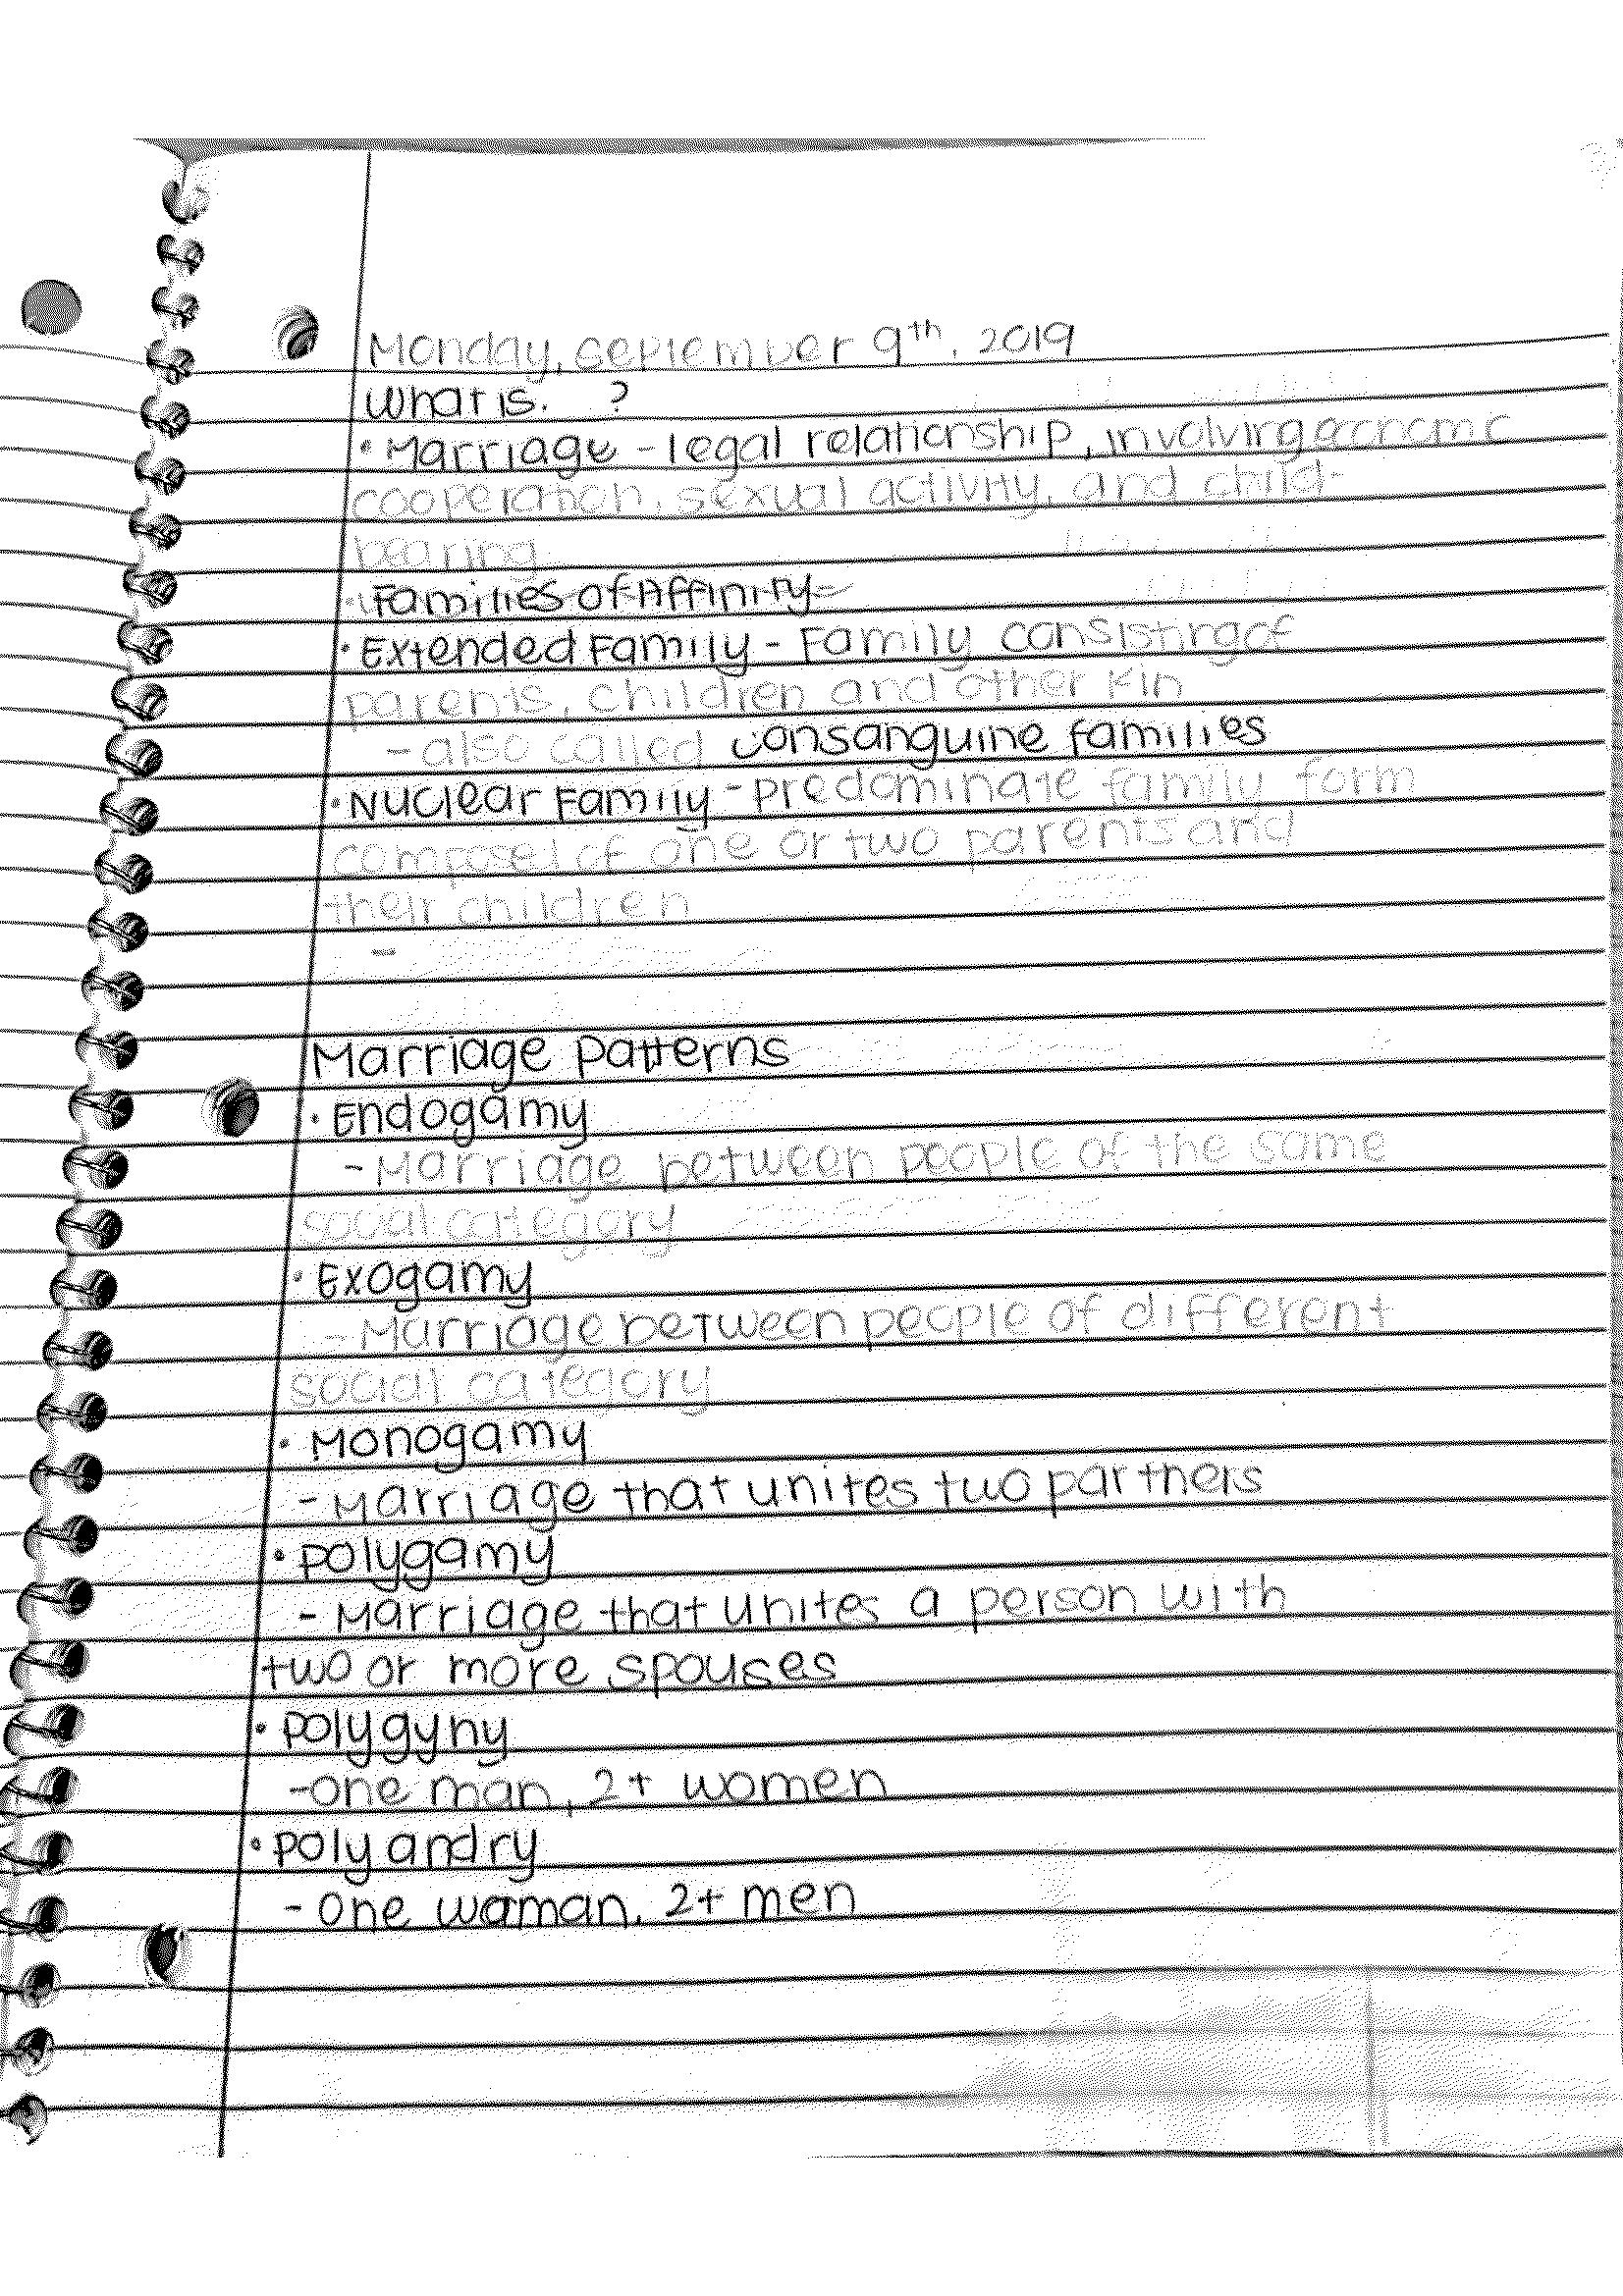 Monday, September 9th, 2019
What is. ?
• Marriage - legal relationship, involving economic
cooperation, sexual activity, and child-
bearing
• Families of Affinity -
• Extended Family - Family consisting of
parents, children and other kin
- also called consanguine families
• Nuclear Family - predominate family form
composed of one or two parents and
their children
-
Marriage Patterns
• Endogamy
- Marriage between people of the same
social category
• Exogamy
- Marriage between people of different
social category
• Monogamy
- Marriage that unites two partners
• Polygamy
- Marriage that unites a person with
two or more spouses
• Polygyny
- One man, 2+ women
• Polyandry
- One woman, 2+ men